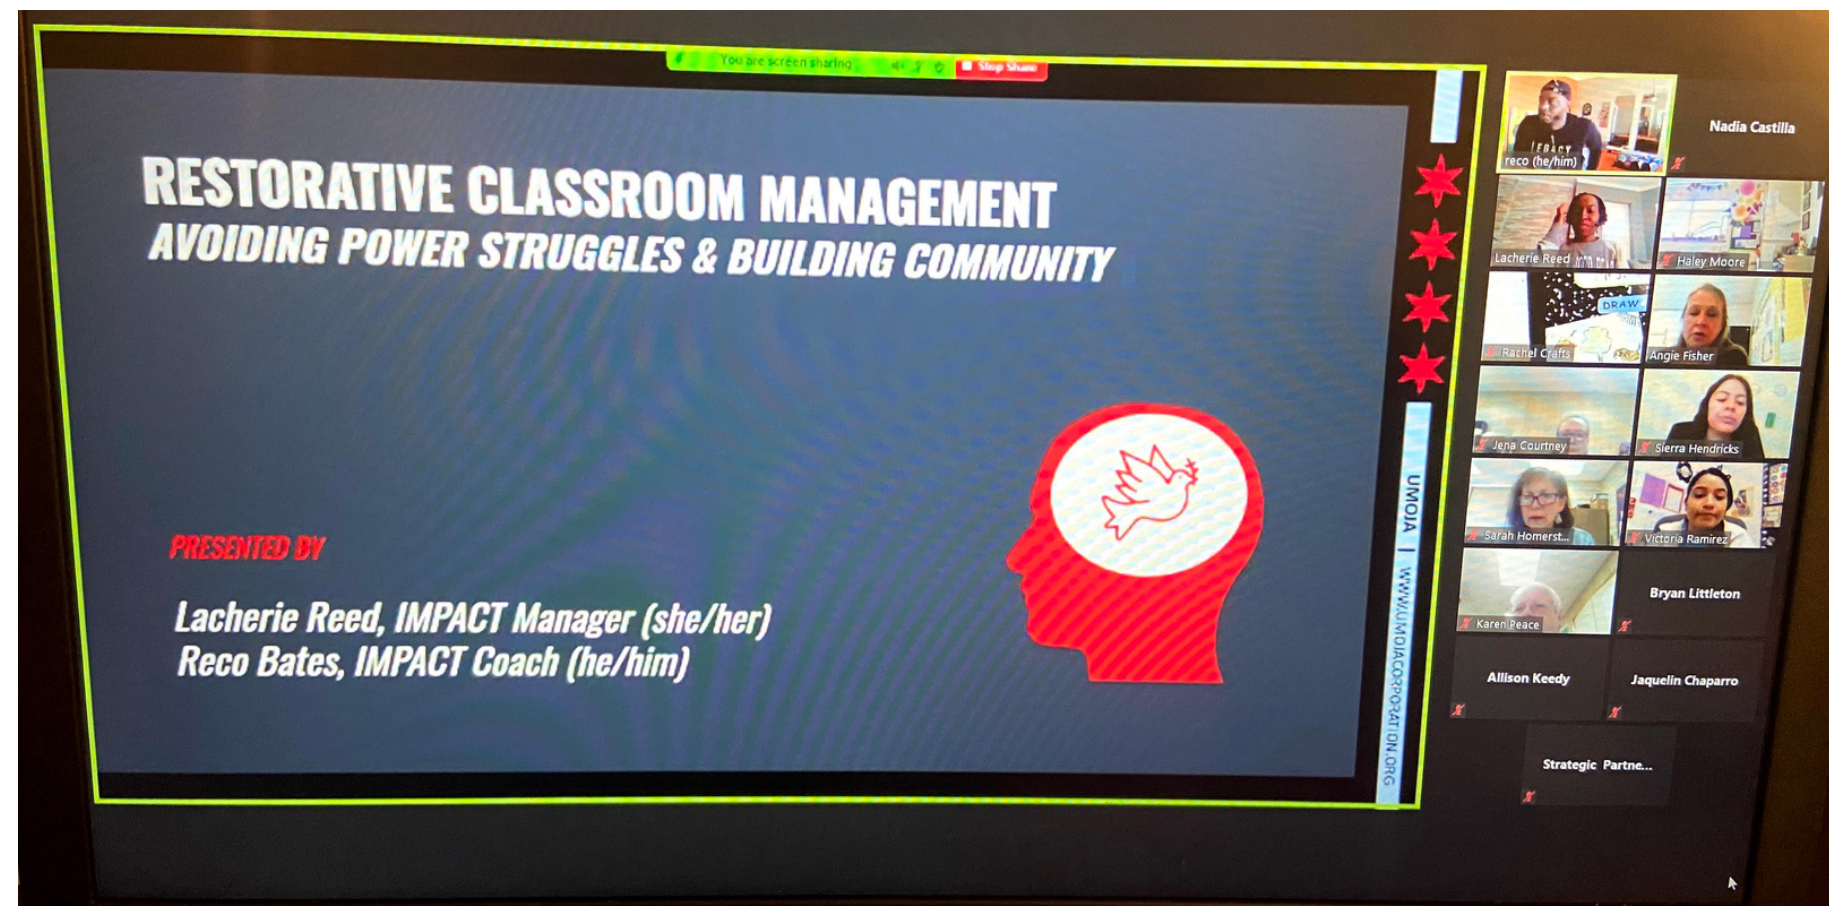 You are screen sharing
Stop Share
RESTORATIVE CLASSROOM MANAGEMENT
AVOIDING POWER STRUGGLES & BUILDING COMMUNITY
PRESENTED BY
Lacherie Reed, IMPACT Manager (she/her)
Reco Bates, IMPACT Coach (he/him)
UMOJA | WWW.UMOJACORPORATION.ORG
LEGACY
reco (he/him)
Nadia Castilla
Lacherie Reed
Haley Moore
DRAW
Rachel Crafts
Angie Fisher
Jena Courtney
Sierra Hendricks
Sarah Homerst...
Victoria Ramirez
Karen Peace
Bryan Littleton
Allison Keedy
Jaquelin Chaparro
Strategic Partne...